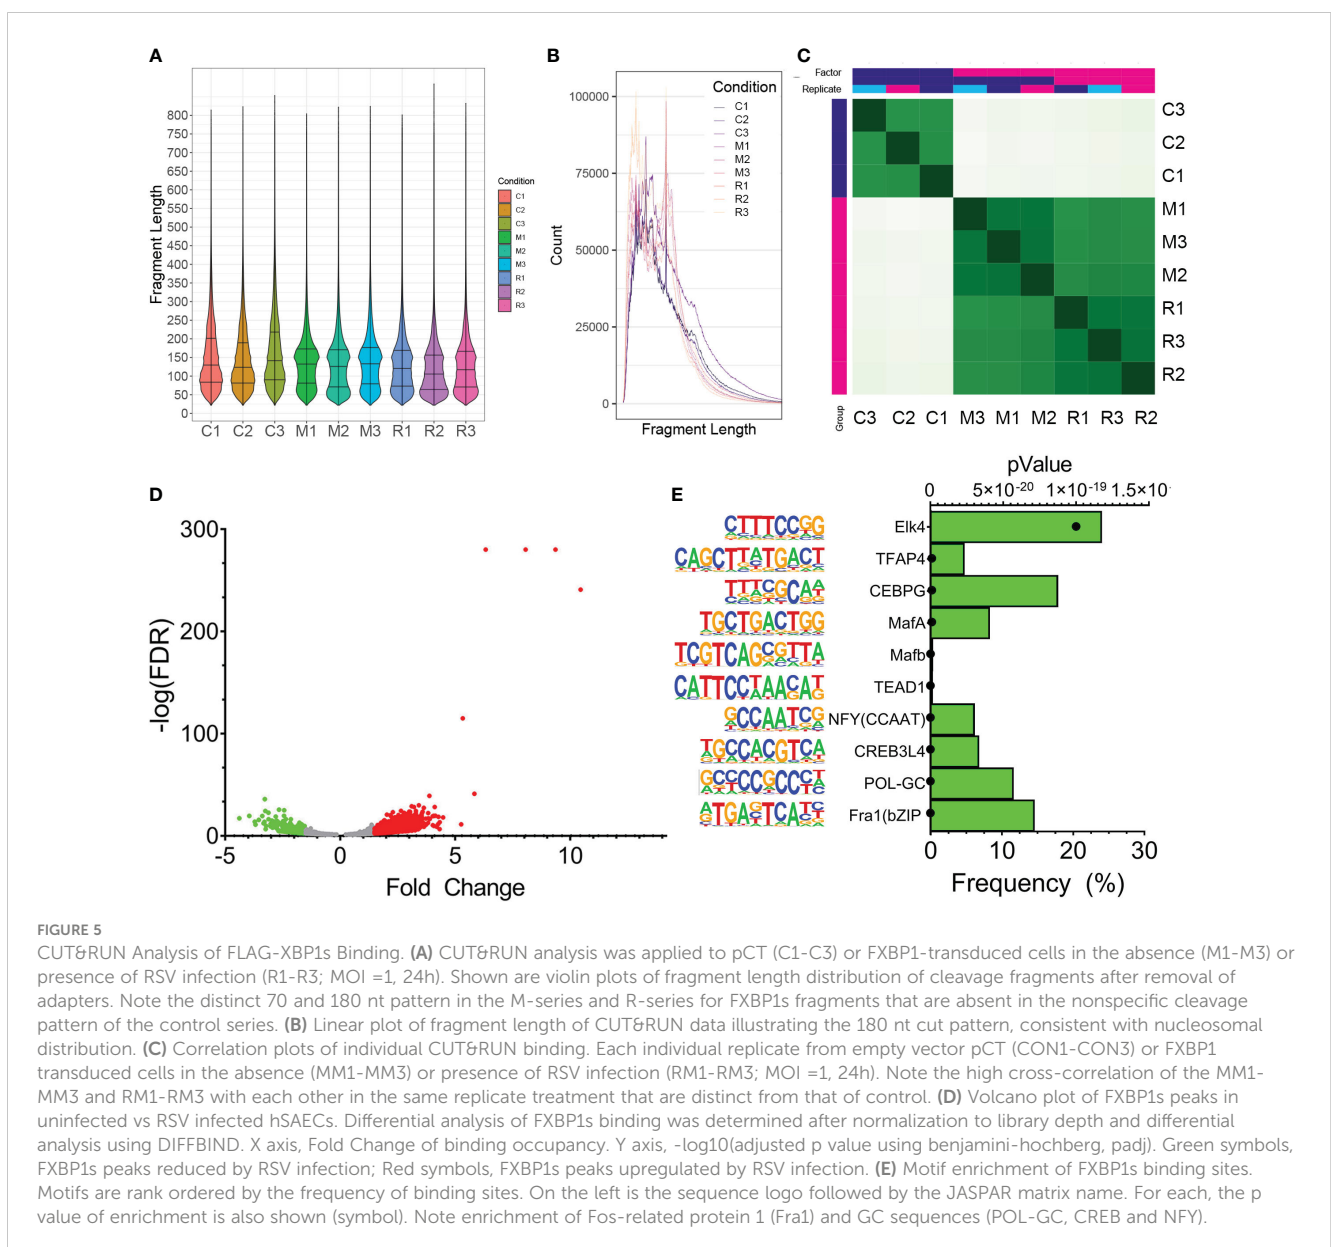 A
Fragment Length
800
750
700
650
600
550
500
450
400
350
300
250
200
150
100
50
0
C1 C2 C3 M1 M2 M3 R1 R2 R3
Condition
C1
C2
C3
M1
M2
M3
R1
R2
R3
B
Count
100000
75000
50000
25000
0
Fragment Length
Condition
C1
C2
C3
M1
M2
M3
R1
R2
R3
C
Factor
Replicate
C3
C2
C1
M1
M3
M2
R1
R3
R2
Group
C3 C2 C1 M3 M1 M2 R1 R3 R2
D
-log(FDR)
300
200
100
0
-5 0 5 10
Fold Change
E
pValue
0 5×10-20 1×10-19 1.5×10-
CTTTCCGG
CAGCTTATGACT
TTTCGCAA
TGCTGACTGG
TCGTCAGCGTTA
CATTCCTAACAT
GCCAATCG
TGCCACGTCA
GCCCCGCCCT
ATGAGTCATC
Elk4
TFAP4
CEBPG
MafA
Mafb
TEAD1
NFY(CCAAT)
CREB3L4
POL-GC
Fra1(bZIP
0 10 20 30
Frequency (%)
FIGURE 5
CUT&RUN Analysis of FLAG-XBP1s Binding. (A) CUT&RUN analysis was applied to pCT (C1-C3) or FXBP1-transduced cells in the absence (M1-M3) or
presence of RSV infection (R1-R3; MOI =1, 24h). Shown are violin plots of fragment length distribution of cleavage fragments after removal of
adapters. Note the distinct 70 and 180 nt pattern in the M-series and R-series for FXBP1s fragments that are absent in the nonspecific cleavage
pattern of the control series. (B) Linear plot of fragment length of CUT&RUN data illustrating the 180 nt cut pattern, consistent with nucleosomal
distribution. (C) Correlation plots of individual CUT&RUN binding. Each individual replicate from empty vector pCT (CON1-CON3) or FXBP1
transduced cells in the absence (MM1-MM3) or presence of RSV infection (RM1-RM3; MOI =1, 24h). Note the high cross-correlation of the MM1-
MM3 and RM1-RM3 with each other in the same replicate treatment that are distinct from that of control. (D) Volcano plot of FXBP1s peaks in
uninfected vs RSV infected hSAECs. Differential analysis of FXBP1s binding was determined after normalization to library depth and differential
analysis using DIFFBIND. X axis, Fold Change of binding occupancy. Y axis, -log10(adjusted p value using benjamini-hochberg, padj). Green symbols,
FXBP1s peaks reduced by RSV infection; Red symbols, FXBP1s peaks upregulated by RSV infection. (E) Motif enrichment of FXBP1s binding sites.
Motifs are rank ordered by the frequency of binding sites. On the left is the sequence logo followed by the JASPAR matrix name. For each, the p
value of enrichment is also shown (symbol). Note enrichment of Fos-related protein 1 (Fra1) and GC sequences (POL-GC, CREB and NFY).